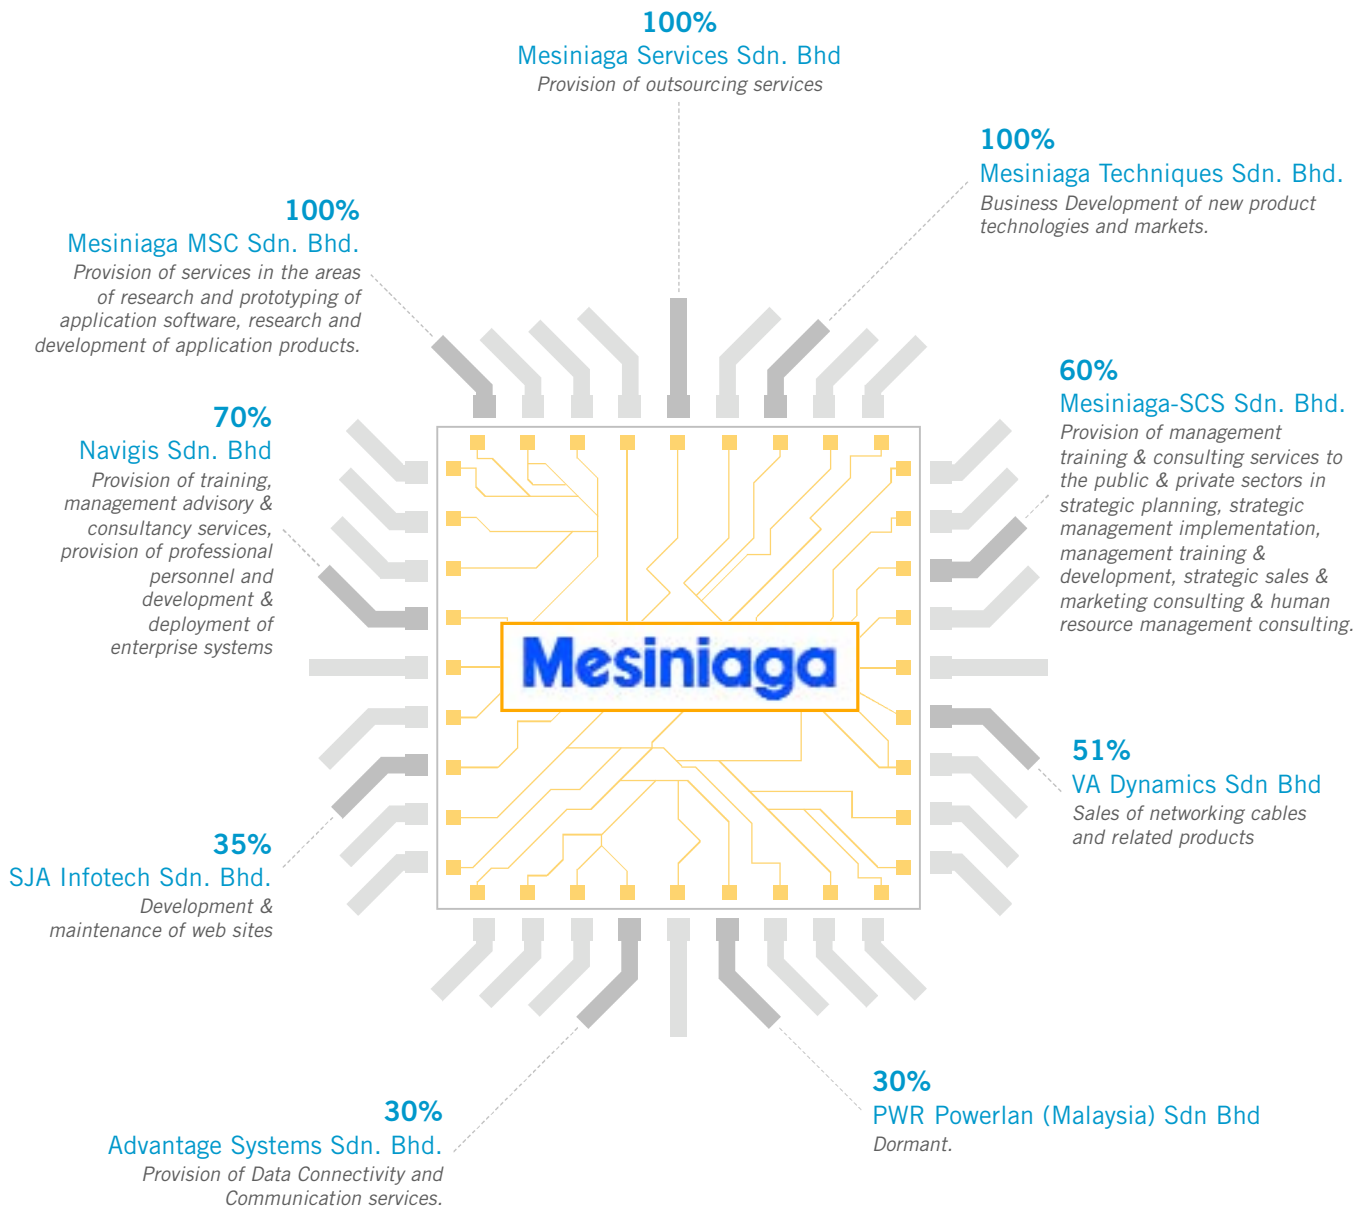 100%
Mesiniaga Services Sdn. Bhd
Provision of outsourcing services
100%
Mesiniaga Techniques Sdn. Bhd.
Business Development of new product
technologies and markets.
100%
Mesiniaga MSC Sdn. Bhd.
Provision of services in the areas
of research and prototyping of
application software, research and
development of application products.
60%
Mesiniaga-SCS Sdn. Bhd.
Provision of management
training & consulting services to
the public & private sectors in
strategic planning, strategic
management implementation,
management training &
development, strategic sales &
marketing consulting & human
resource management consulting.
70%
Navigis Sdn. Bhd
Provision of training,
management advisory &
consultancy services,
provision of professional
personnel and
development &
deployment of
enterprise systems
Mesiniaga
51%
VA Dynamics Sdn Bhd
Sales of networking cables
and related products
35%
SJA Infotech Sdn. Bhd.
Development &
maintenance of web sites
30%
PWR Powerlan (Malaysia) Sdn Bhd
Dormant.
30%
Advantage Systems Sdn. Bhd.
Provision of Data Connectivity and
Communication services.